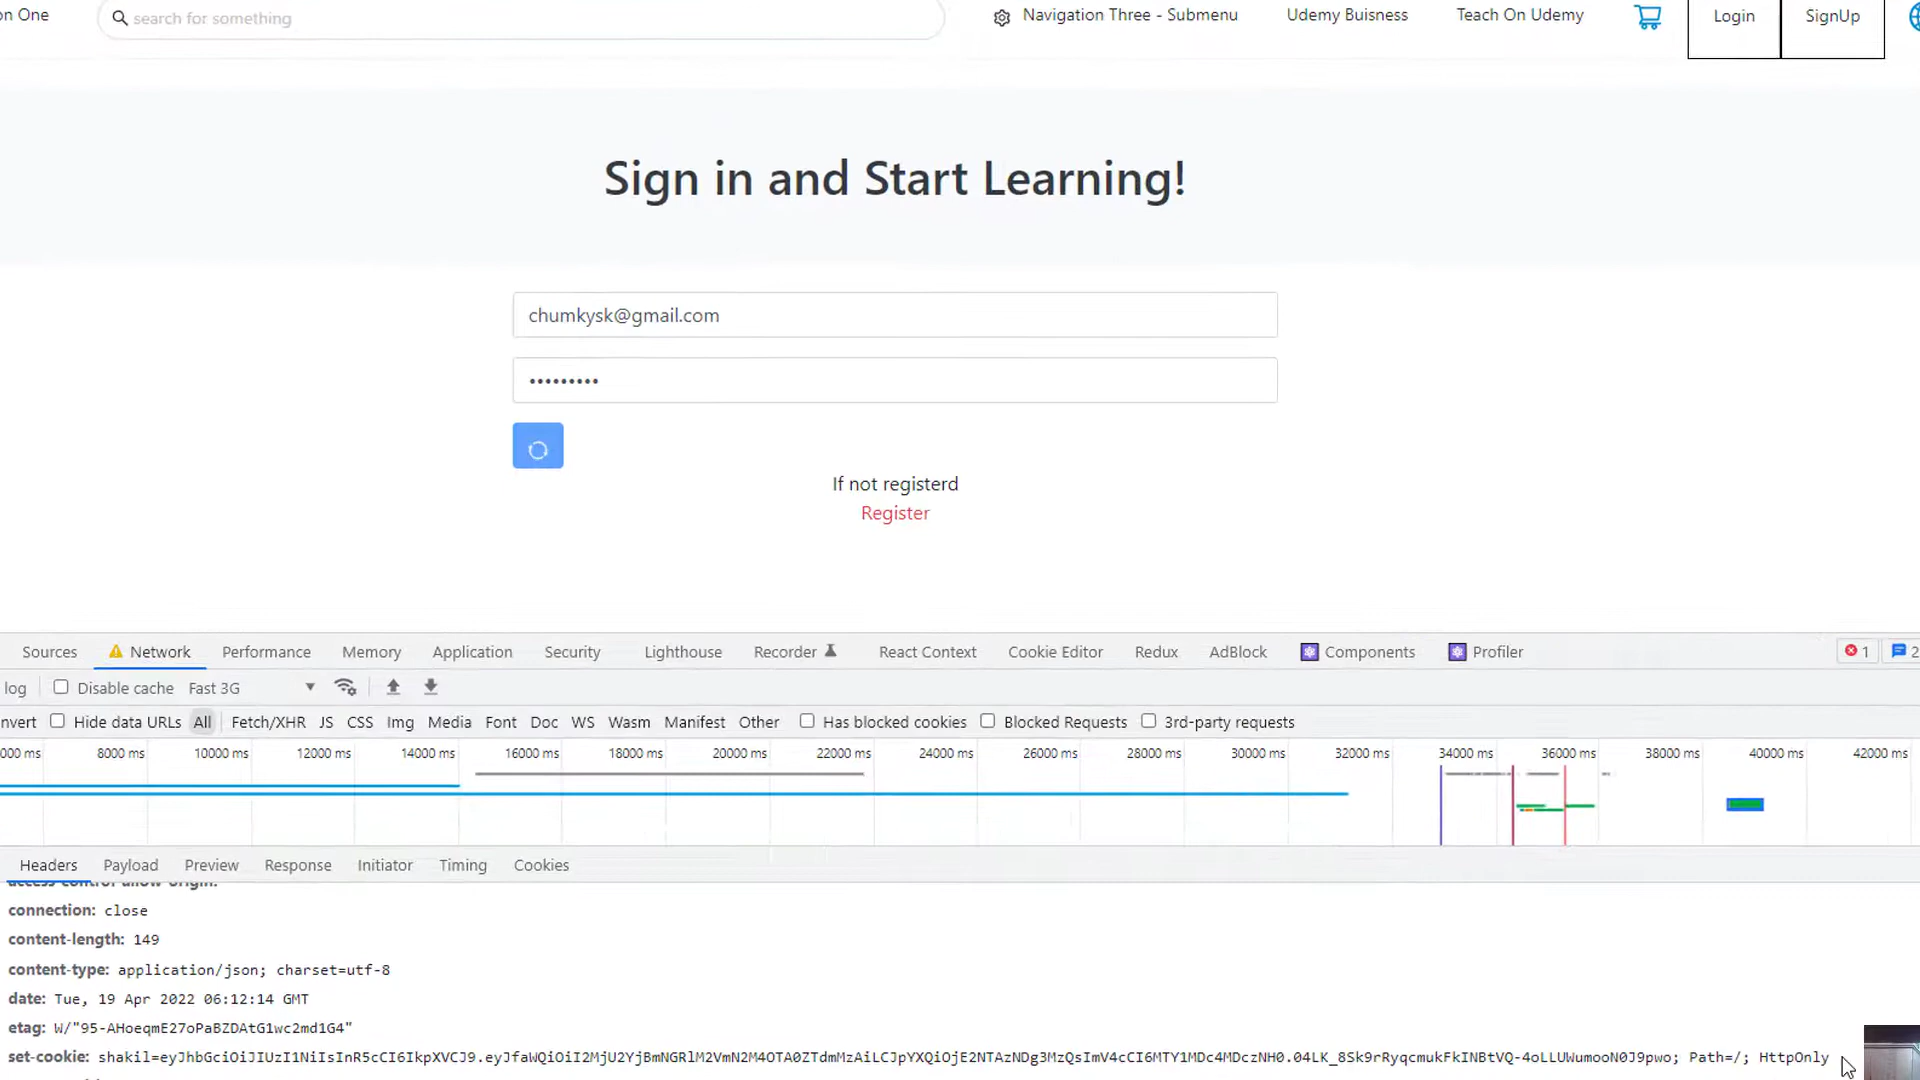 on One search for something Navigation Three - Submenu Udemy Buisness Teach On Udemy Login SignUp
Sign in and Start Learning!
chumkysk@gmail.com
•••••••••
If not registerd
Register
Sources Network Performance Memory Application Security Lighthouse Recorder React Context Cookie Editor Redux AdBlock Components Profiler 1 2
log Disable cache Fast 3G
nvert Hide data URLs All Fetch/XHR JS CSS Img Media Font Doc WS Wasm Manifest Other Has blocked cookies Blocked Requests 3rd-party requests
000 ms 8000 ms 10000 ms 12000 ms 14000 ms 16000 ms 18000 ms 20000 ms 22000 ms 24000 ms 26000 ms 28000 ms 30000 ms 32000 ms 34000 ms 36000 ms 38000 ms 40000 ms 42000 ms
Headers Payload Preview Response Initiator Timing Cookies
access-control-allow-origin:
connection: close
content-length: 149
content-type: application/json; charset=utf-8
date: Tue, 19 Apr 2022 06:12:14 GMT
etag: W/"95-AHoeqmE27oPaBZDAtG1wc2md1G4"
set-cookie: shakil=eyJhbGciOiJIUzI1NiIsInR5cCI6IkpXVCJ9.eyJfaWQiOiI2MjU2YjBmNGRlM2VmN2M4OTA0ZTdmMzAiLCJpYXQiOjE2NTAzNDg3MzQsImV4cCI6MTY1MDc4MDczNH0.04LK_8Sk9rRyqcmukFkINBtVQ-4oLLUWumooN0J9pwo; Path=/; HttpOnly